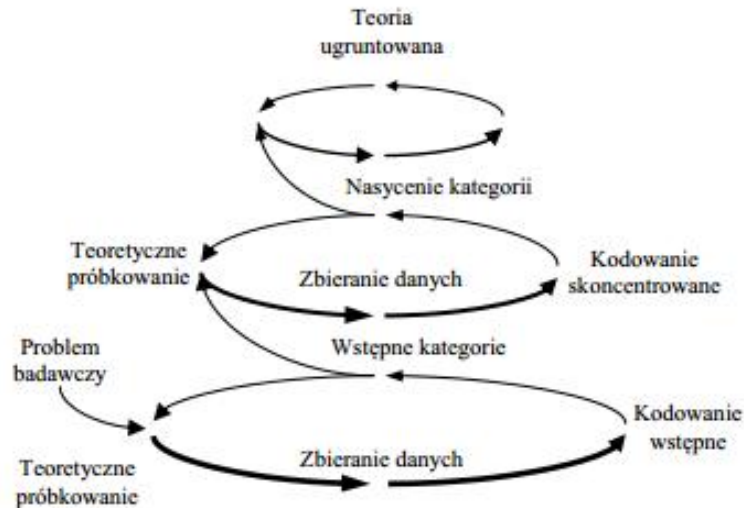 Teoria
ugruntowana
Nasycenie kategorii
Teoretyczne
próbkowanie
Zbieranie danych
Kodowanie
skoncentrowane
Problem
badawczy
Wstępne kategorie
Kodowanie
wstępne
Teoretyczne
próbkowanie
Zbieranie danych